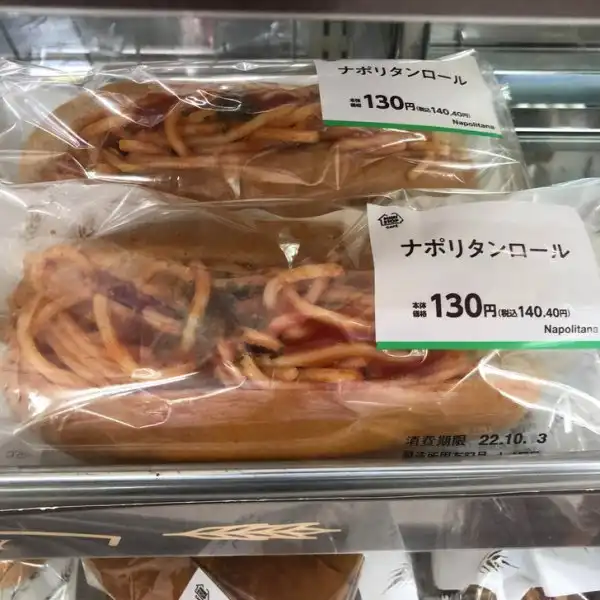 ナポリタンロール
本体価格 130円(税込140.40円)
Napolitana
MINI STOP
CAFE
ナポリタンロール
本体価格 130円(税込140.40円)
Napolitana
消費期限 22.10. 3